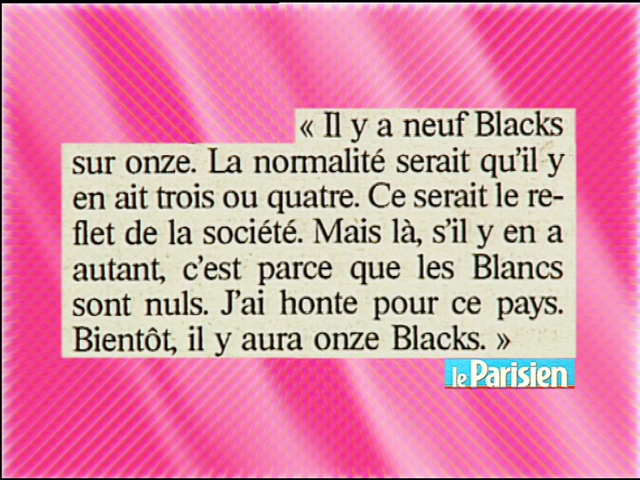 « Il y a neuf Blacks
sur onze. La normalité serait qu'il y
en ait trois ou quatre. Ce serait le re-
flet de la société. Mais là, s'il y en a
autant, c'est parce que les Blancs
sont nuls. J'ai honte pour ce pays.
Bientôt, il y aura onze Blacks. »
le Parisien